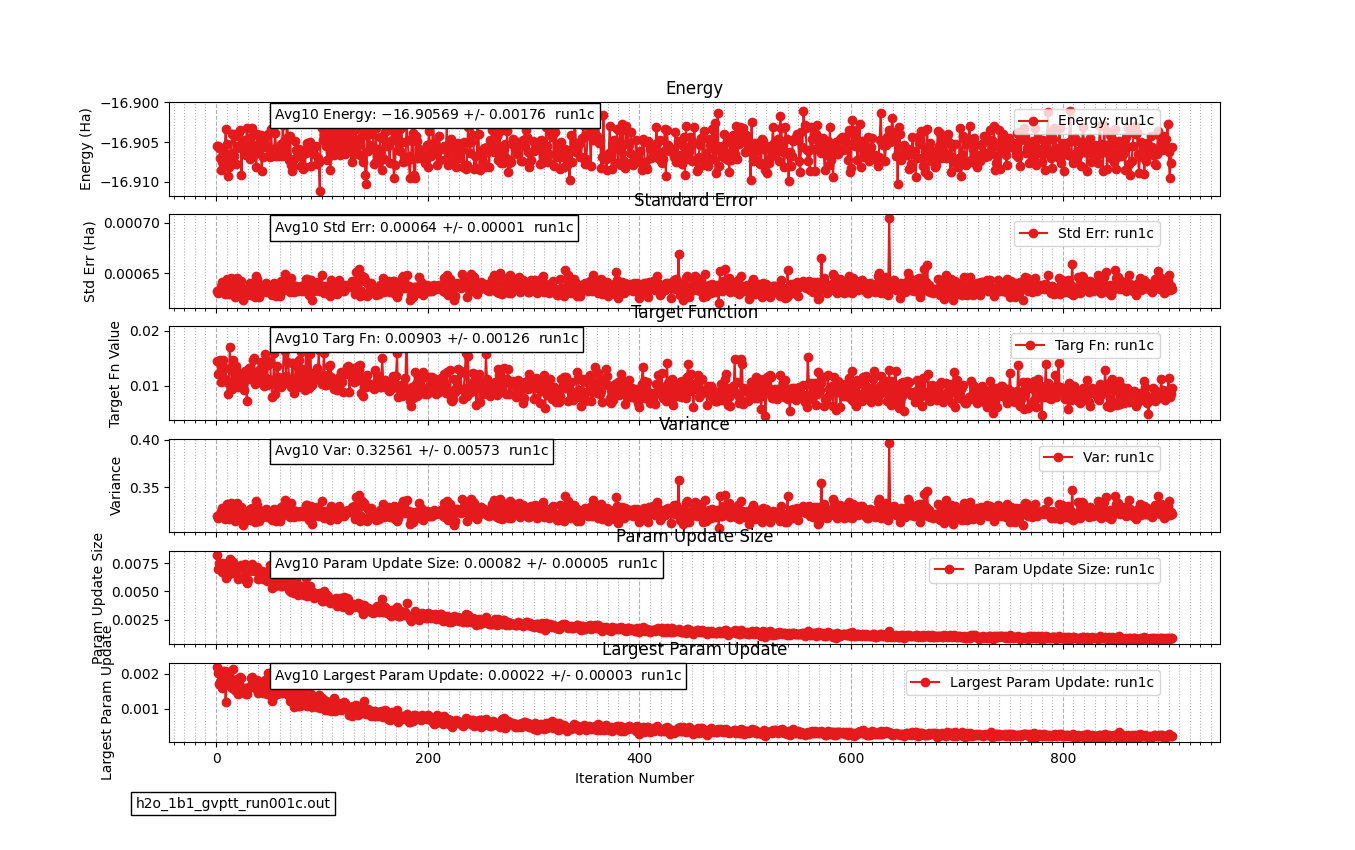 Energy
−16.900
−16.905
−16.910
Energy (Ha)
Avg10 Energy: −16.90569 +/- 0.00176  run1c
Energy: run1c
Standard Error
0.00070
0.00065
Std Err (Ha)
Avg10 Std Err: 0.00064 +/- 0.00001  run1c
Std Err: run1c
Target Function
0.02
0.01
Target Fn Value
Avg10 Targ Fn: 0.00903 +/- 0.00126  run1c
Targ Fn: run1c
Variance
0.40
0.35
Variance
Avg10 Var: 0.32561 +/- 0.00573  run1c
Var: run1c
Param Update Size
0.0075
0.0050
0.0025
Param Update Size
Avg10 Param Update Size: 0.00082 +/- 0.00005  run1c
Param Update Size: run1c
Largest Param Update
0.002
0.001
Largest Param Update
Avg10 Largest Param Update: 0.00022 +/- 0.00003  run1c
Largest Param Update: run1c
0 200 400 600 800
Iteration Number
h2o_1b1_gvptt_run001c.out